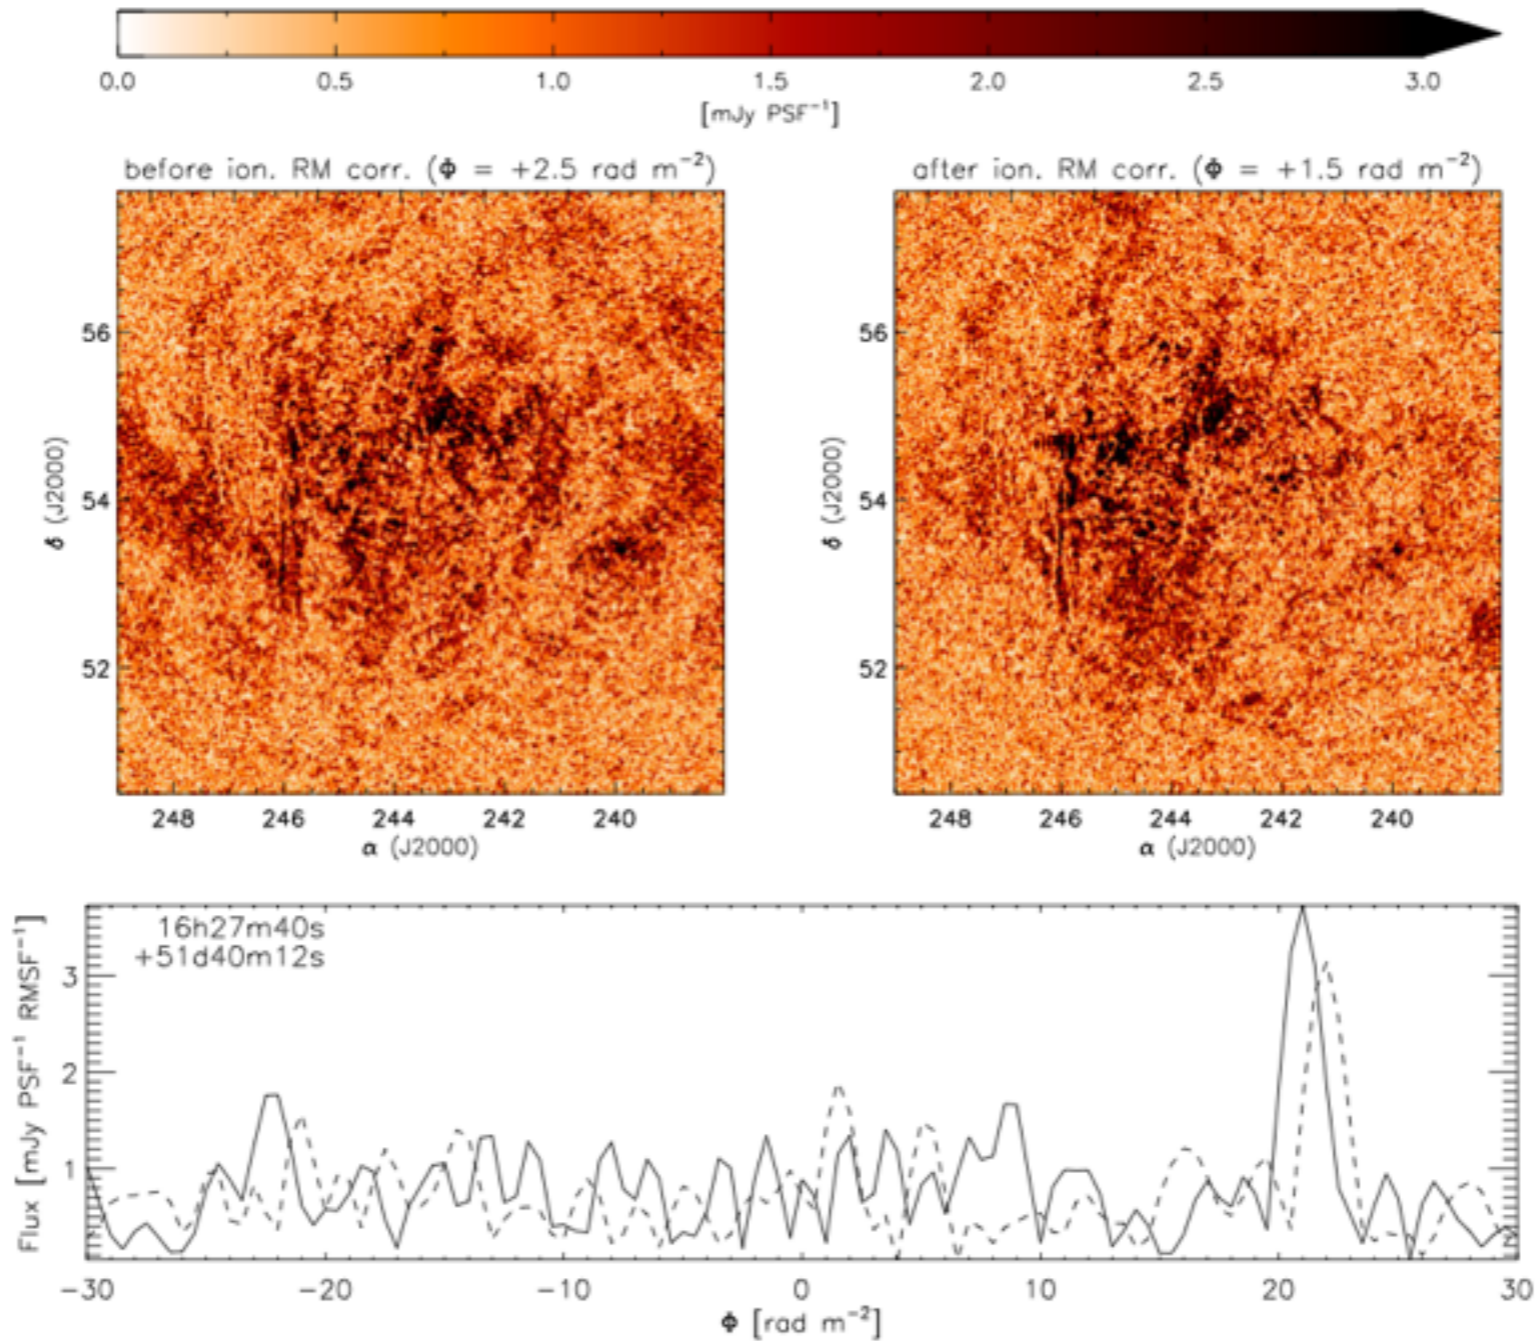 0.0 0.5 1.0 1.5 2.0 2.5 3.0
[mJy PSF⁻¹]
before ion. RM corr. (Φ = +2.5 rad m⁻²)
after ion. RM corr. (Φ = +1.5 rad m⁻²)
56
54
52
δ (J2000)
248 246 244 242 240
α (J2000)
56
54
52
δ (J2000)
248 246 244 242 240
α (J2000)
16h27m40s
+51d40m12s
Flux [mJy PSF⁻¹ RMSF⁻¹]
3
2
1
−30 −20 −10 0 10 20 30
Φ [rad m⁻²]